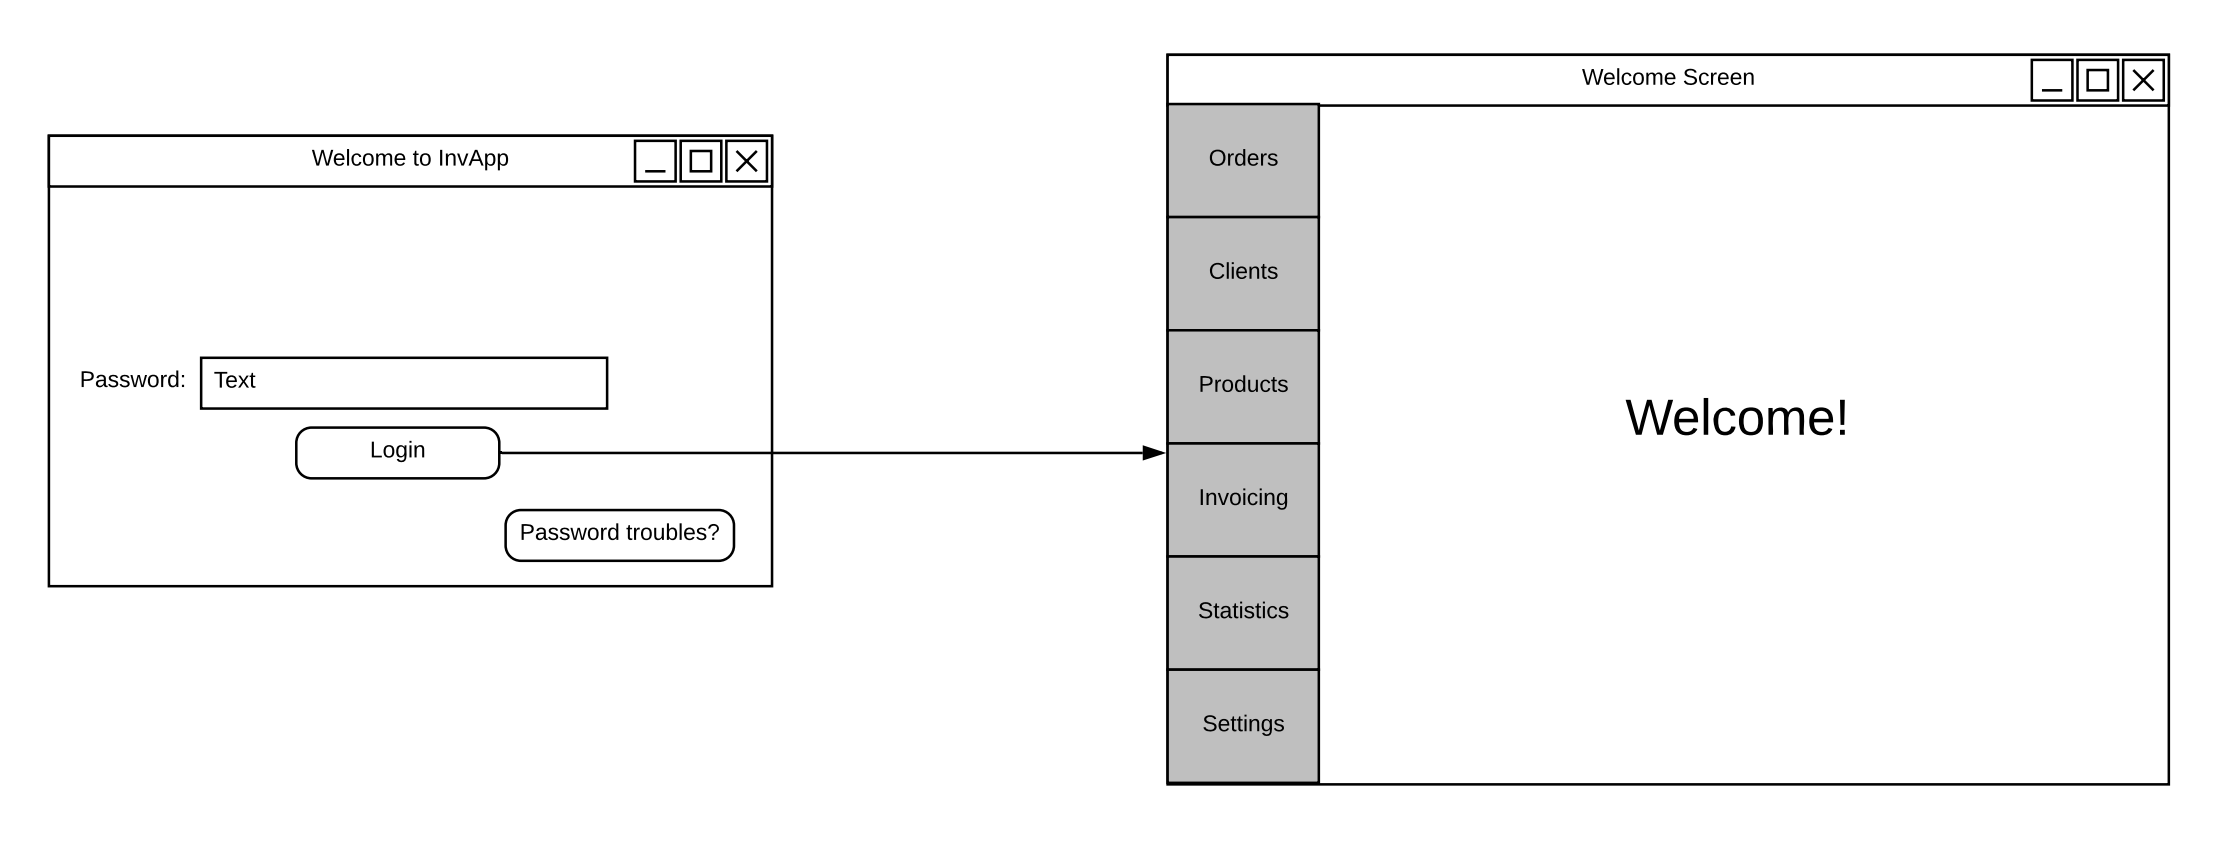 Welcome to InvApp
Password:
Text
Login
Password troubles?
Welcome Screen
Orders
Clients
Products
Invoicing
Statistics
Settings
Welcome!